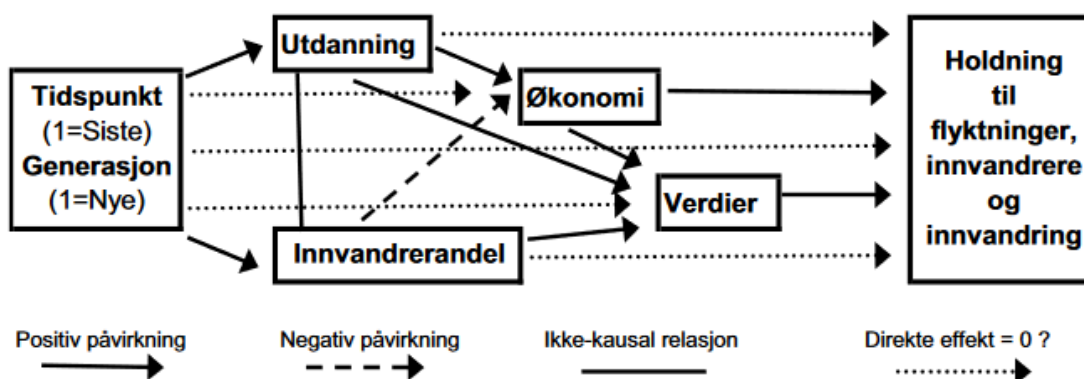 Tidspunkt
(1=Siste)
Generasjon
(1=Nye)
Utdanning
Økonomi
Verdier
Innvandrerandel
Holdning
til
flyktninger,
innvandrere
og
innvandring
Positiv påvirkning
Negativ påvirkning
Ikke-kausal relasjon
Direkte effekt = 0 ?